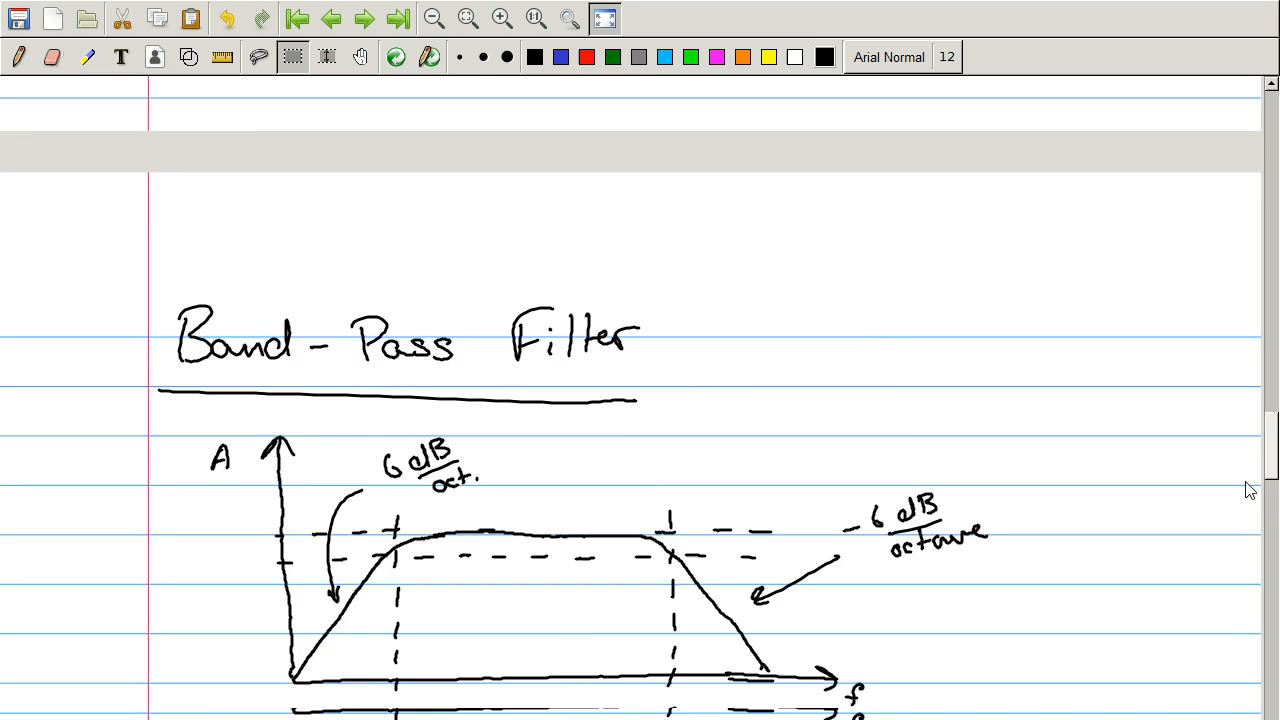 T
Arial Normal 12
Band-Pass Filter
A
6 dB/oct.
-6 dB/octave
f